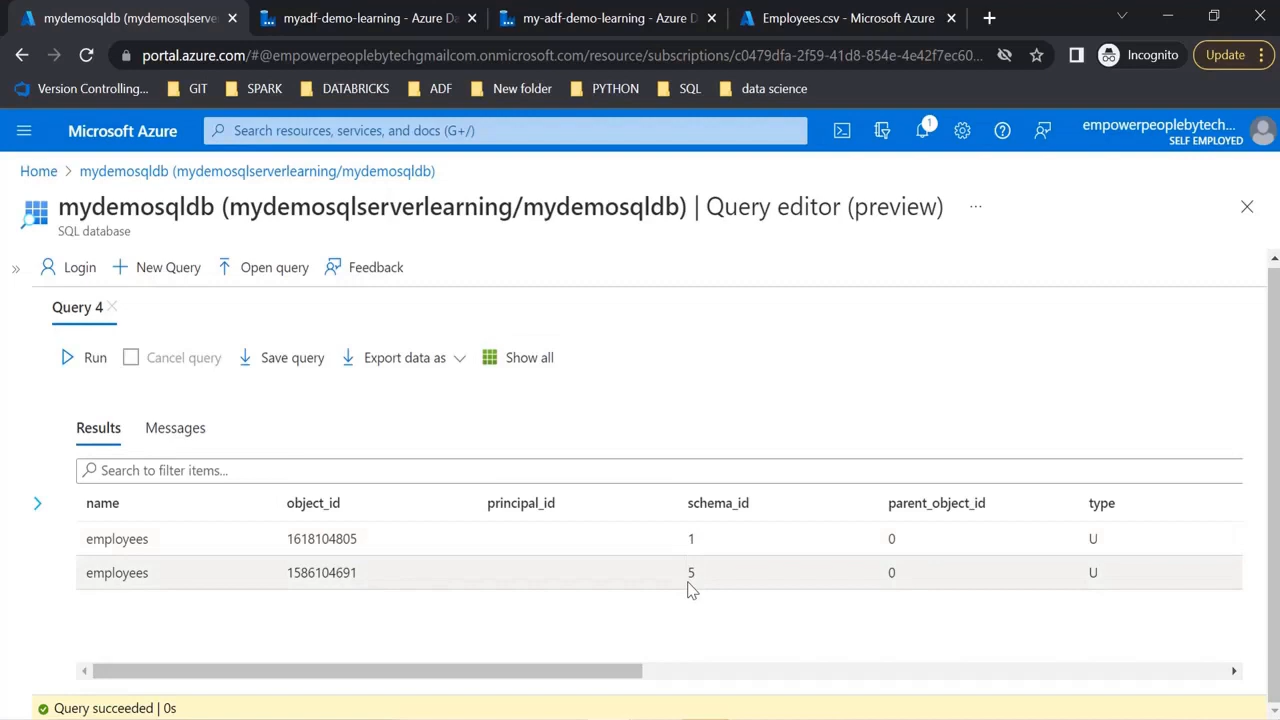 mydemosqldb (mydemosqlserve
myadf-demo-learning - Azure Da
my-adf-demo-learning - Azure D
Employees.csv - Microsoft Azure
portal.azure.com/#@empowerpeoplebytechgmailcom.onmicrosoft.com/resource/subscriptions/c0479dfa-2f59-41d8-854e-4e42f7ec60...
Incognito
Update
Version Controlling...
GIT
SPARK
DATABRICKS
ADF
New folder
PYTHON
SQL
data science
Microsoft Azure
Search resources, services, and docs (G+/)
1
empowerpeoplebytech...
SELF EMPLOYED
Home > mydemosqldb (mydemosqlserverlearning/mydemosqldb)
mydemosqldb (mydemosqlserverlearning/mydemosqldb) | Query editor (preview) ...
SQL database
Login
New Query
Open query
Feedback
Query 4
Run
Cancel query
Save query
Export data as
Show all
Results
Messages
Search to filter items...
name object_id principal_id schema_id parent_object_id type
employees 1618104805 1 0 U
employees 1586104691 5 0 U
Query succeeded | 0s